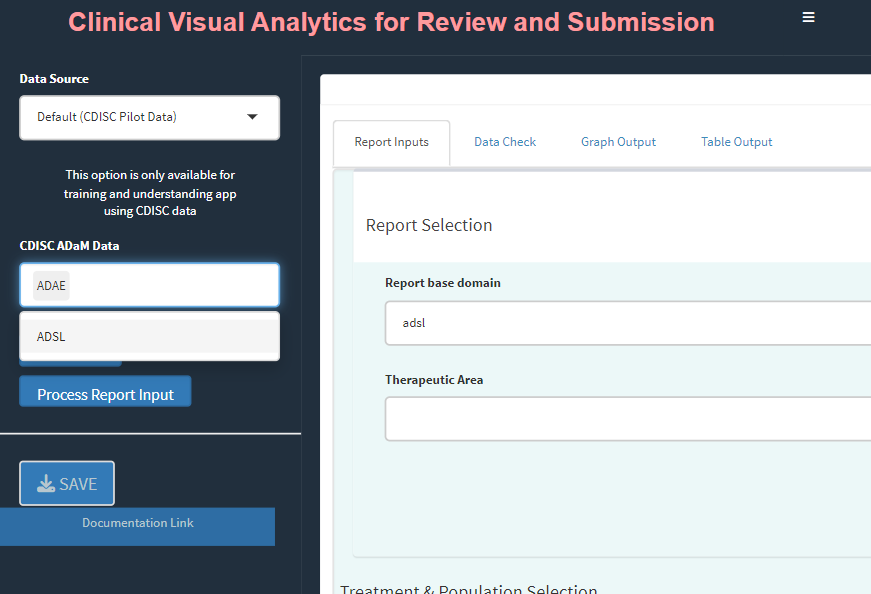 Clinical Visual Analytics for Review and Submission
Data Source
Default (CDISC Pilot Data)
This option is only available for
training and understanding app
using CDISC data
CDISC ADaM Data
ADAE
ADSL
Process Report Input
SAVE
Documentation Link
Report Inputs
Data Check
Graph Output
Table Output
Report Selection
Report base domain
adsl
Therapeutic Area
Treatment & Population Selection